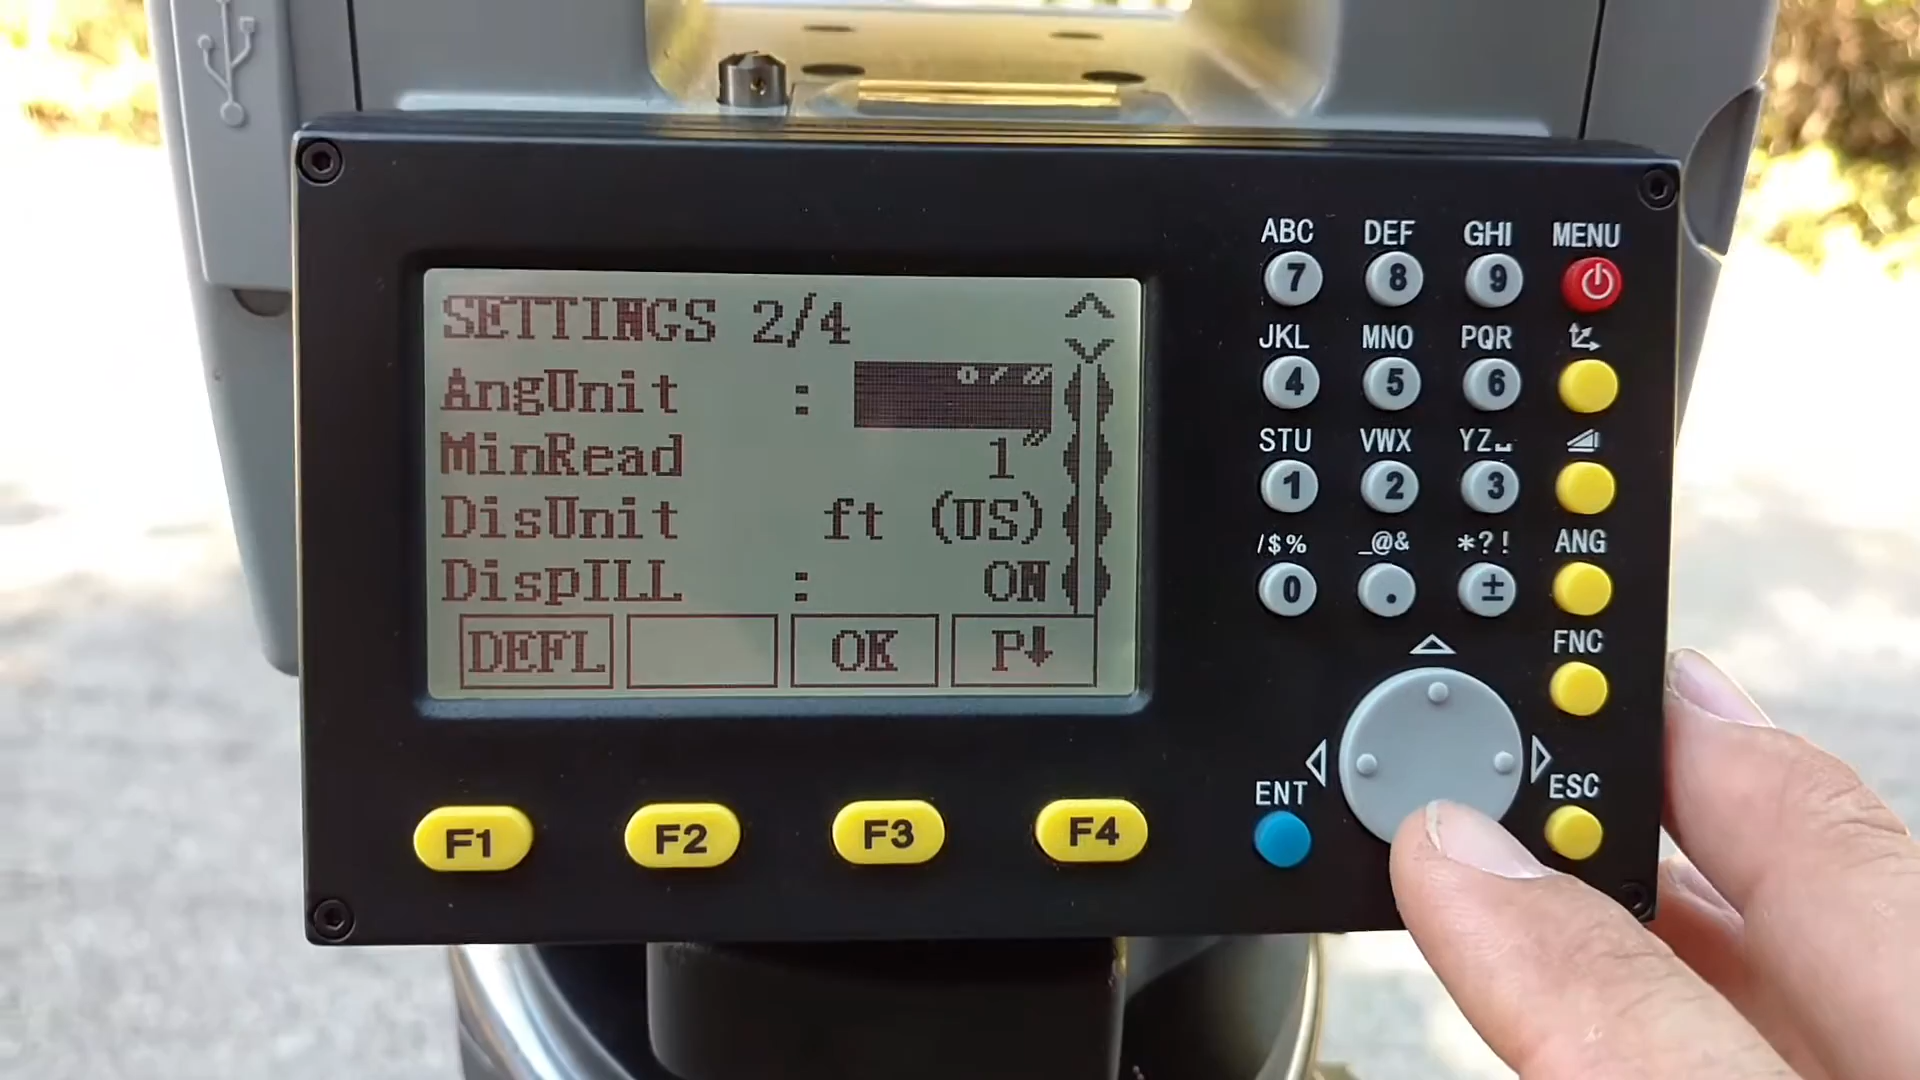 SETTINGS 2/4
AngUnit : ° ′ ″
MinRead 1″
DisUnit ft (US)
DispILL : ON
DEFL OK P↓
F1 F2 F3 F4
ABC DEF GHI MENU
7 8 9
JKL MNO PQR
4 5 6
STU VWX YZ␣
1 2 3
/$% _@& *?! ANG
0 . ±
FNC
ENT ESC